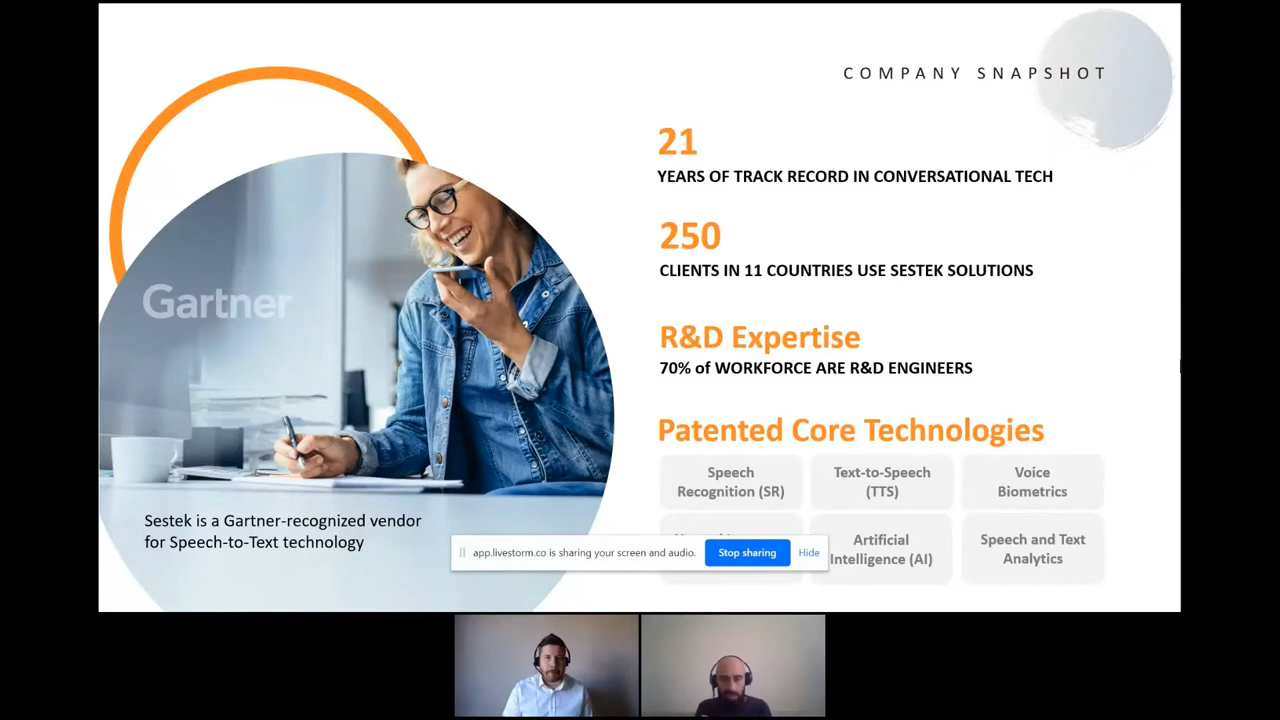 COMPANY SNAPSHOT
21
YEARS OF TRACK RECORD IN CONVERSATIONAL TECH
250
CLIENTS IN 11 COUNTRIES USE SESTEK SOLUTIONS
R&D Expertise
70% of WORKFORCE ARE R&D ENGINEERS
Patented Core Technologies
Speech
Recognition (SR)
Text-to-Speech
(TTS)
Voice
Biometrics
Artificial
Intelligence (AI)
Speech and Text
Analytics
Gartner
Sestek is a Gartner-recognized vendor
for Speech-to-Text technology
app.livestorm.co is sharing your screen and audio.
Stop sharing
Hide